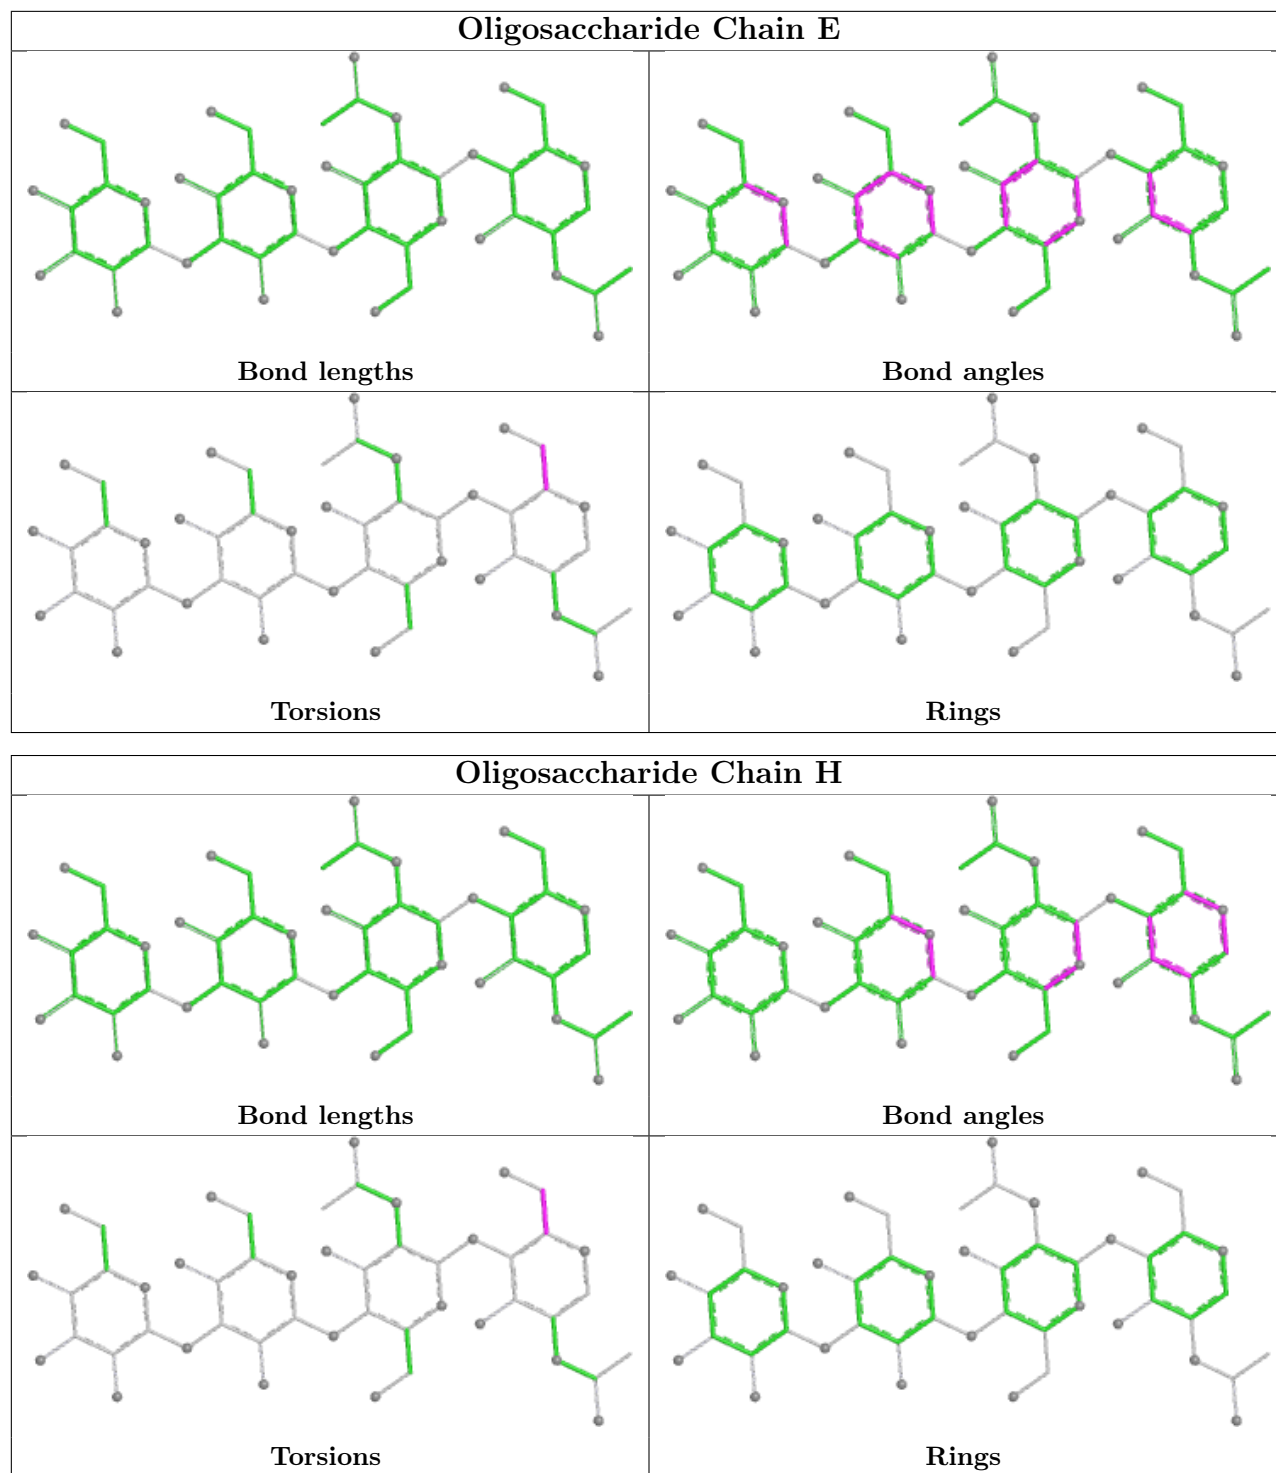 Oligosaccharide Chain E
Bond lengths
Bond angles
Torsions
Rings
Oligosaccharide Chain H
Bond lengths
Bond angles
Torsions
Rings